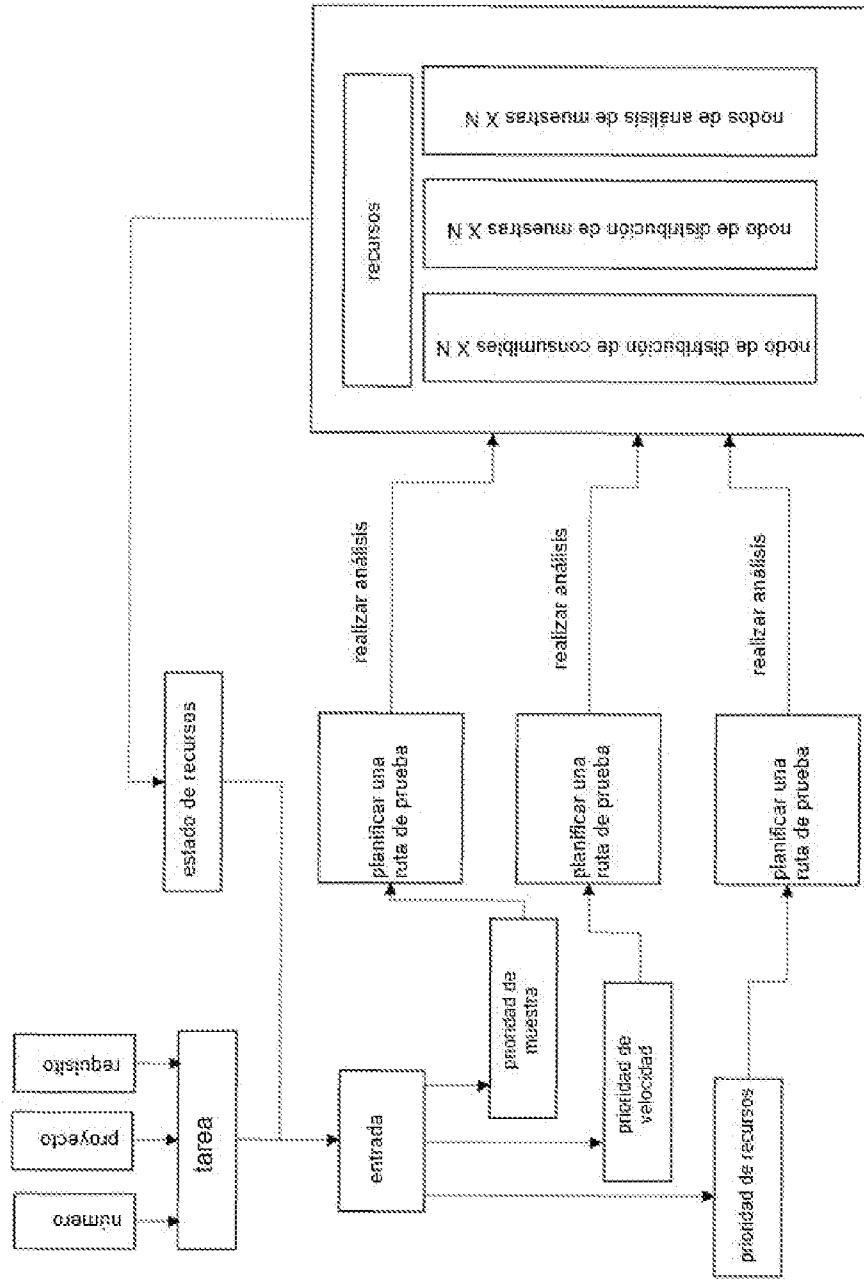 número
proyecto
requisito
tarea
estado de recursos
entrada
prioridad de
muestra
prioridad de
velocidad
prioridad de recursos
planificar una
ruta de prueba
planificar una
ruta de prueba
planificar una
ruta de prueba
realizar análisis
realizar análisis
realizar análisis
recursos
nodo de distribución de consumibles X N
nodo de distribución de muestras X N
nodos de análisis de muestras X N